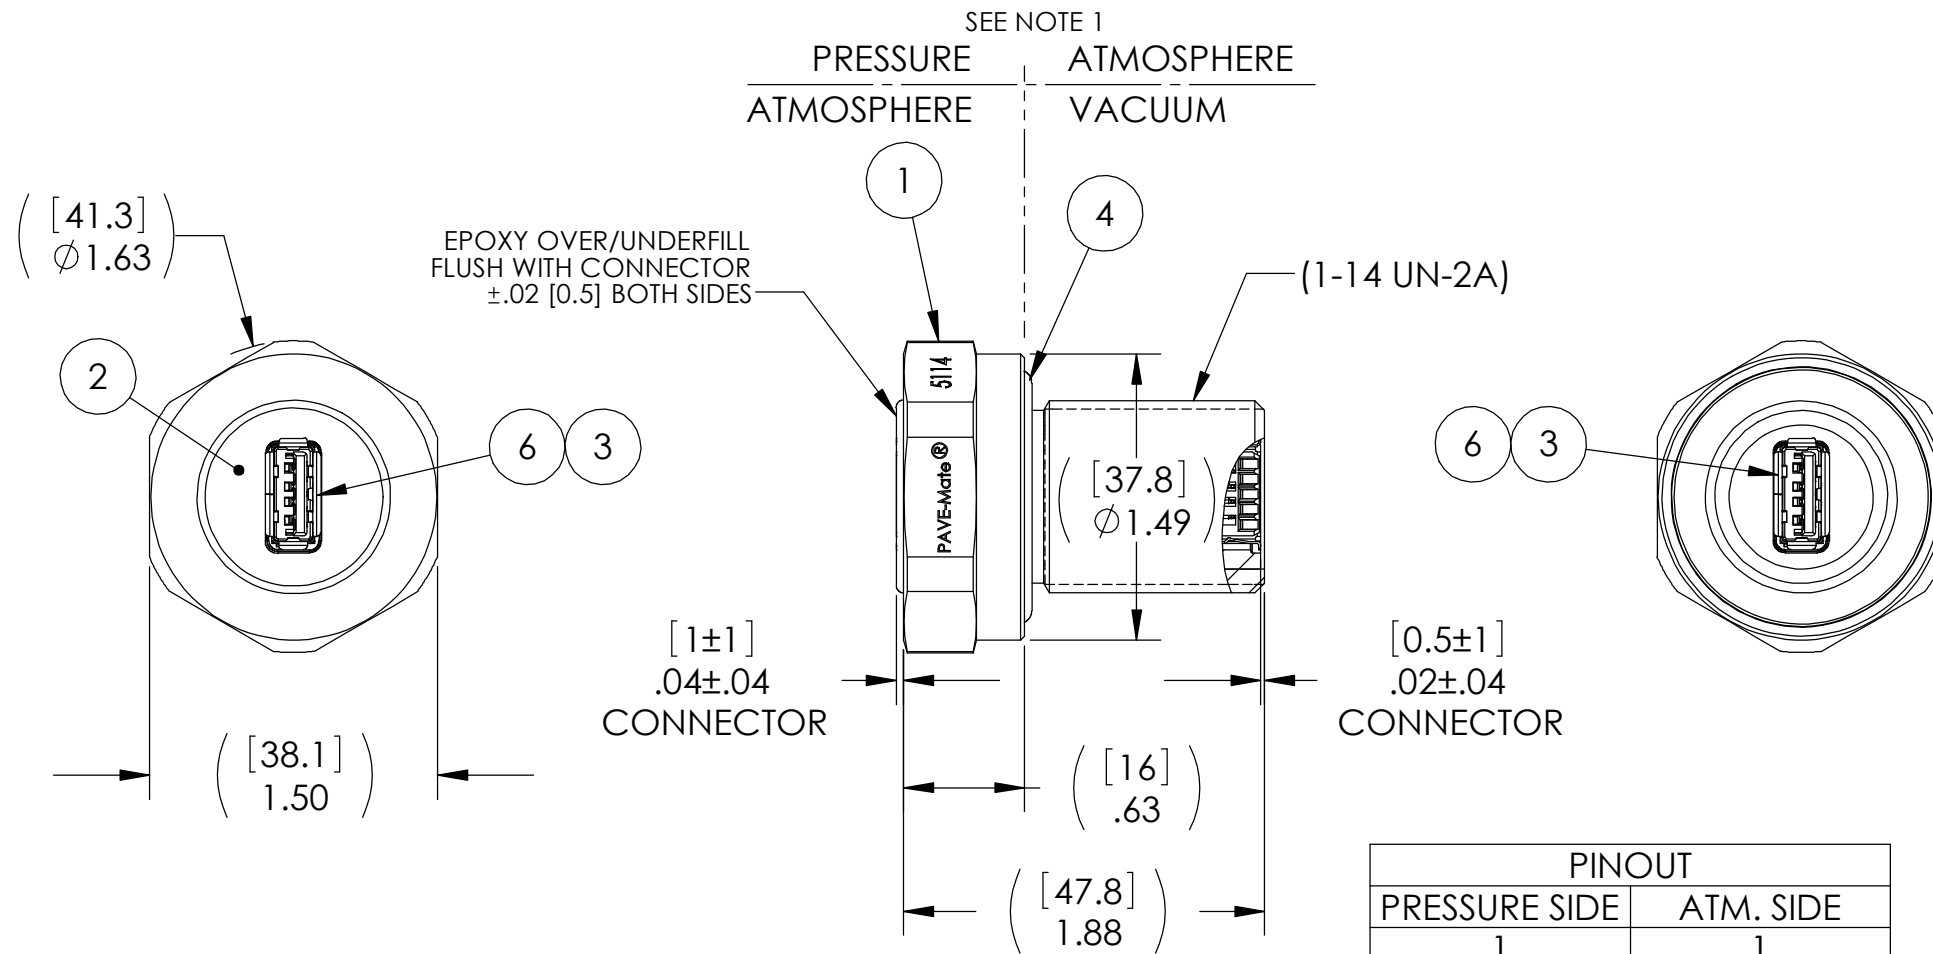 SEE NOTE 1
PRESSURE ATMOSPHERE
ATMOSPHERE VACUUM
1
4
[41.3]
∅1.63
EPOXY OVER/UNDERFILL
FLUSH WITH CONNECTOR
±.02 [0.5] BOTH SIDES
(1-14 UN-2A)
2
6 3
5114
PAVE-Mate®
[37.8]
∅1.49
6 3
[1±1]
.04±.04
CONNECTOR
[0.5±1]
.02±.04
CONNECTOR
[38.1]
1.50
[16]
.63
[47.8]
1.88
PINOUT
PRESSURE SIDE ATM. SIDE
1 1